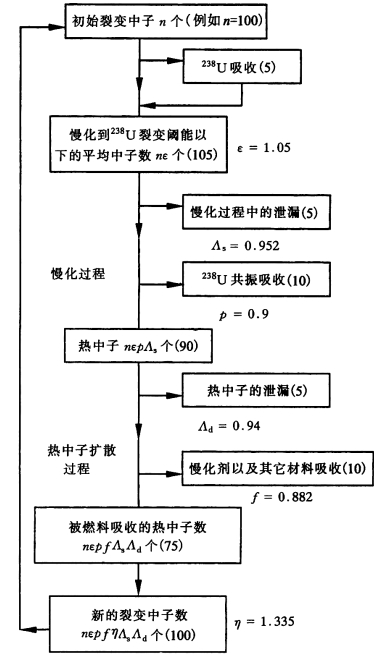 初始裂变中子 n 个(例如n=100)
²³⁸U吸收(5)
慢化到²³⁸U裂变阈能以
下的平均中子数 nε 个(105)
ε = 1.05
慢化过程中的泄漏(5)
Λs = 0.952
慢化过程
²³⁸U共振吸收(10)
p = 0.9
热中子 nεpΛs 个(90)
热中子的泄漏(5)
Λd = 0.94
热中子扩散
过程
慢化剂以及其它材料吸收(10)
f = 0.882
被燃料吸收的热中子数
nεpfΛsΛd 个(75)
新的裂变中子数
nεpfηΛsΛd 个(100)
η = 1.335